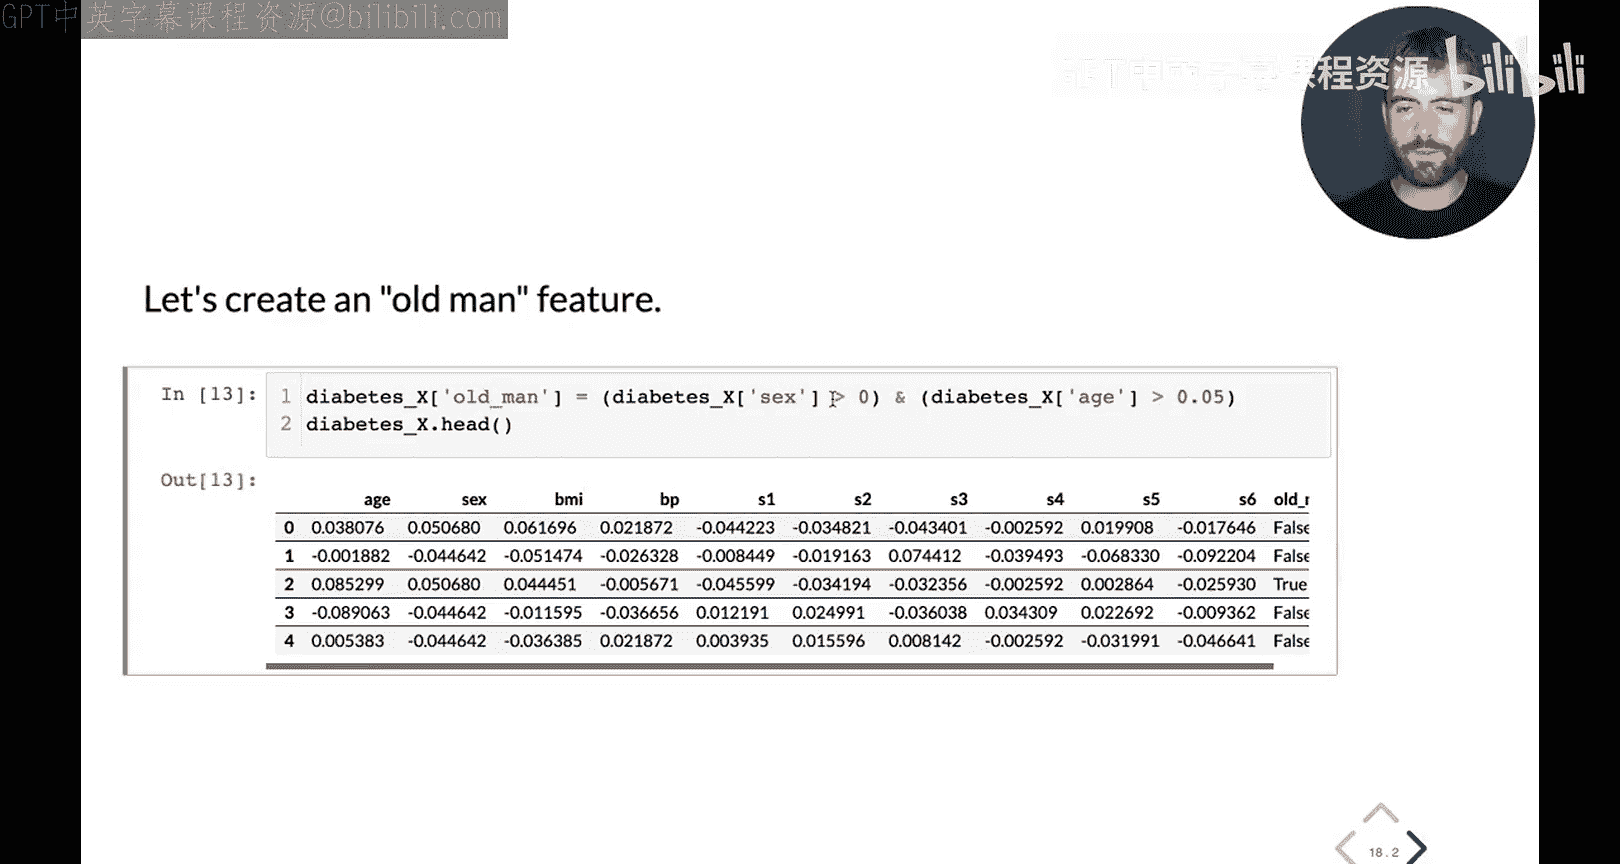 GPT中英字幕课程资源@bilibili.com
课程资源 bilibili
Let's create an "old man" feature.
In [13]:
1 diabetes_X['old_man'] = (diabetes_X['sex'] > 0) & (diabetes_X['age'] > 0.05)
2 diabetes_X.head()
Out[13]:
age sex bmi bp s1 s2 s3 s4 s5 s6
0 0.038076 0.050680 0.061696 0.021872 -0.044223 -0.034821 -0.043401 -0.002592 0.019908 -0.017646 False
1 -0.001882 -0.044642 -0.051474 -0.026328 -0.008449 -0.019163 0.074412 -0.039493 -0.068330 -0.092204 False
2 0.085299 0.050680 0.044451 -0.005671 -0.045599 -0.034194 -0.032356 -0.002592 0.002864 -0.025930 True
3 -0.089063 -0.044642 -0.011595 -0.036656 0.012191 0.024991 -0.036038 0.034309 0.022692 -0.009362 False
4 0.005383 -0.044642 -0.036385 0.021872 0.003935 0.015596 0.008142 -0.002592 -0.031991 -0.046641 False
18.2